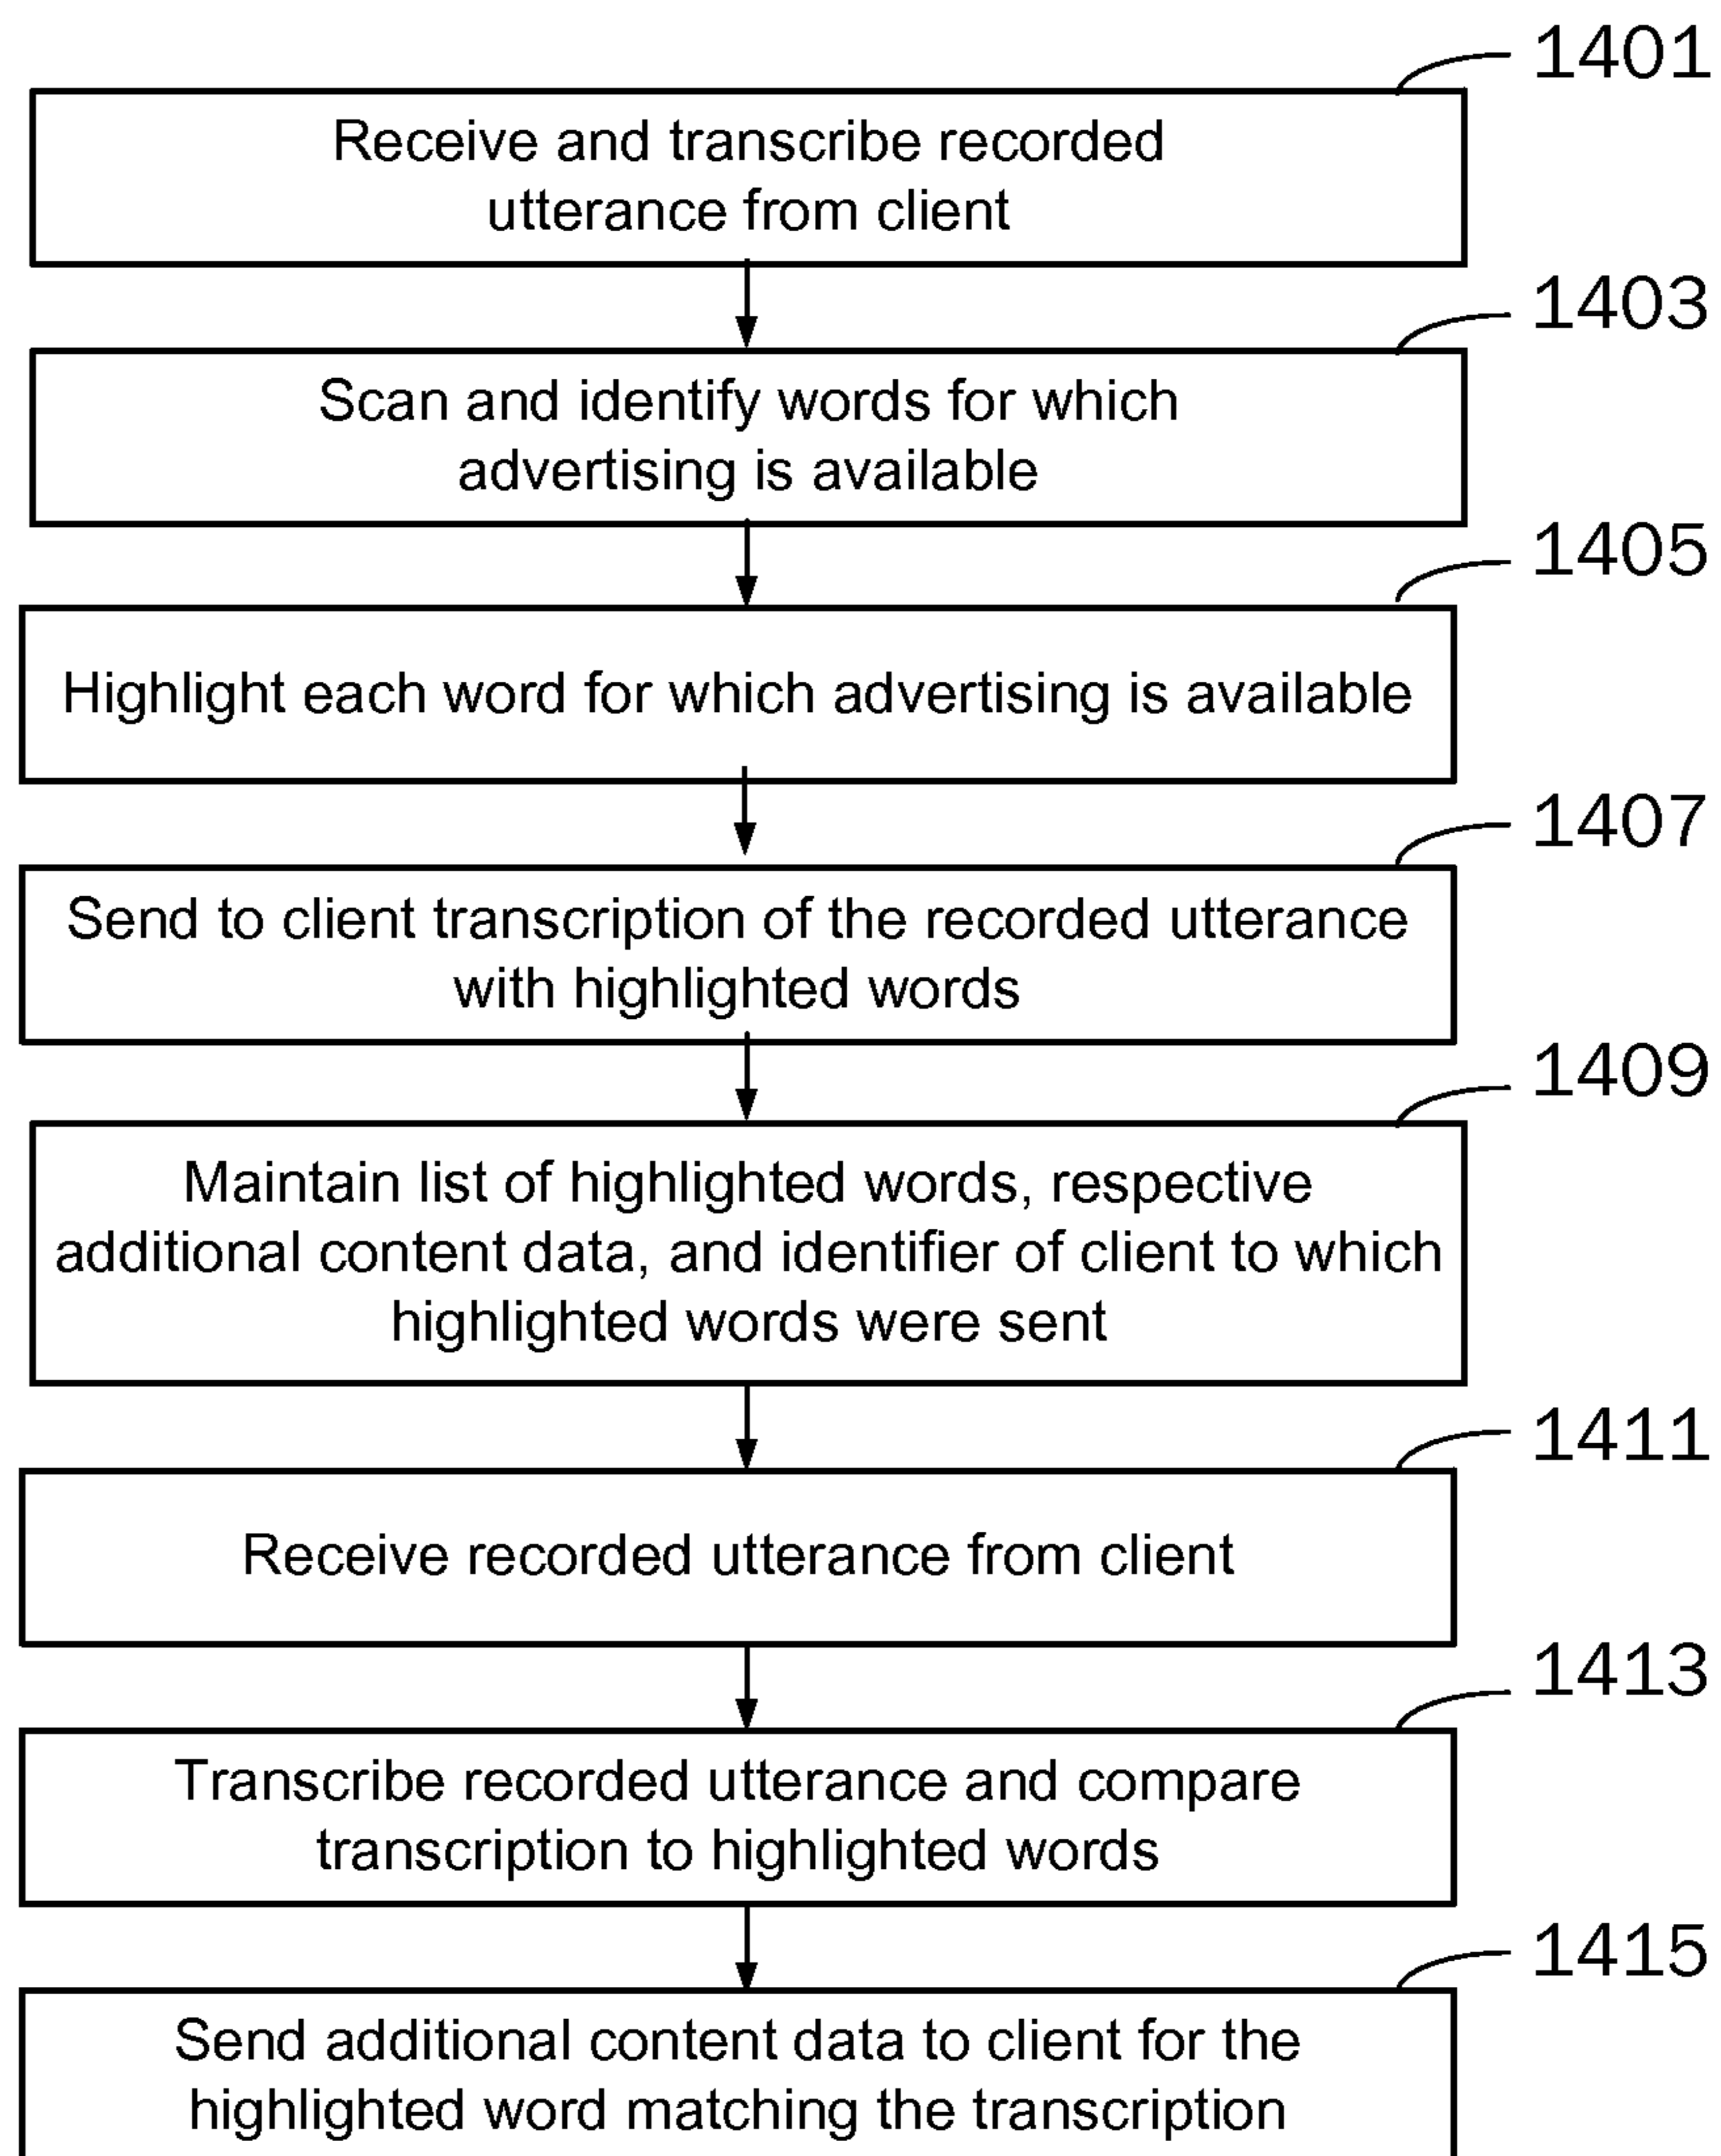 1401
Receive and transcribe recorded
utterance from client
1403
Scan and identify words for which
advertising is available
1405
Highlight each word for which advertising is available
1407
Send to client transcription of the recorded utterance
with highlighted words
1409
Maintain list of highlighted words, respective
additional content data, and identifier of client to which
highlighted words were sent
1411
Receive recorded utterance from client
1413
Transcribe recorded utterance and compare
transcription to highlighted words
1415
Send additional content data to client for the
highlighted word matching the transcription